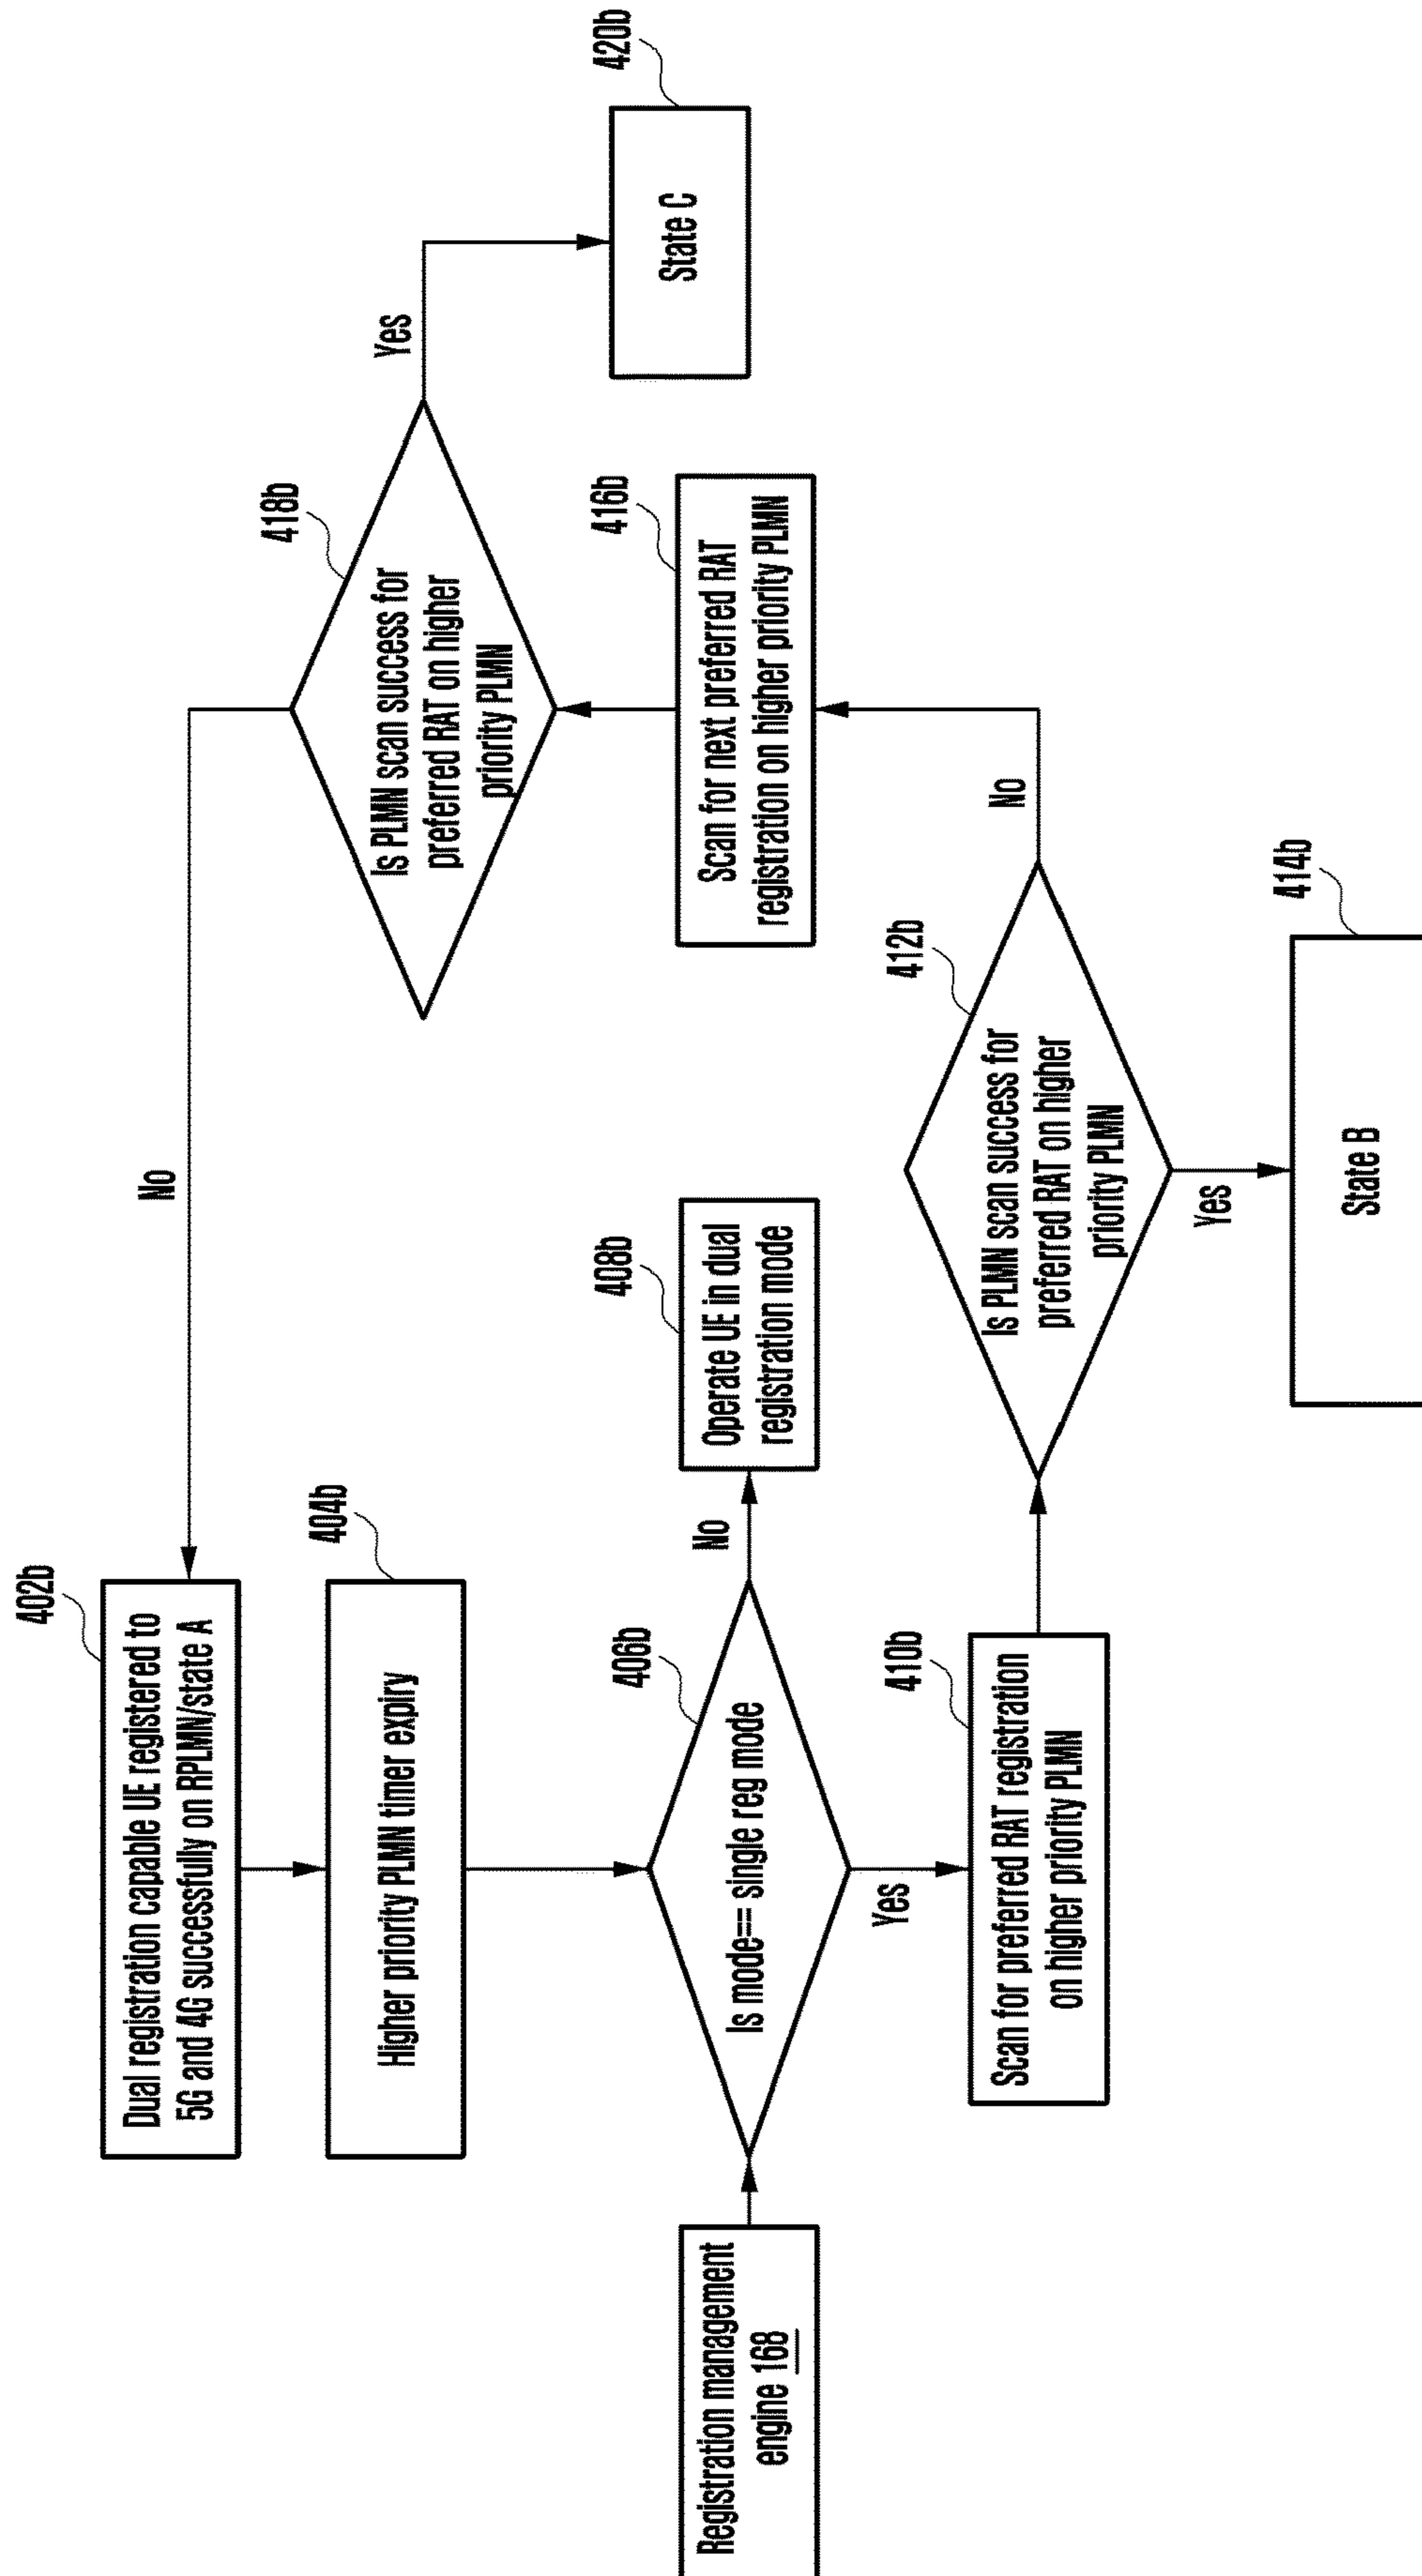 402b
Dual registration capable UE registered to
5G and 4G successfully on RPLMN/state A
404b
Higher priority PLMN timer expiry
Registration management
engine 168
406b
Is mode== single reg mode
No
408b
Operate UE in dual
registration mode
Yes
410b
Scan for preferred RAT registration
on higher priority PLMN
412b
Is PLMN scan success for
preferred RAT on higher
priority PLMN
Yes
414b
State B
No
416b
Scan for next preferred RAT
registration on higher priority PLMN
418b
Is PLMN scan success for
preferred RAT on higher
priority PLMN
No
Yes
420b
State C